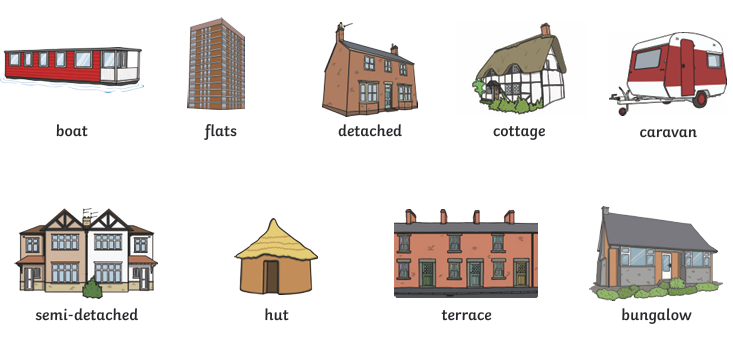 boat
flats
detached
cottage
caravan
semi-detached
hut
terrace
bungalow